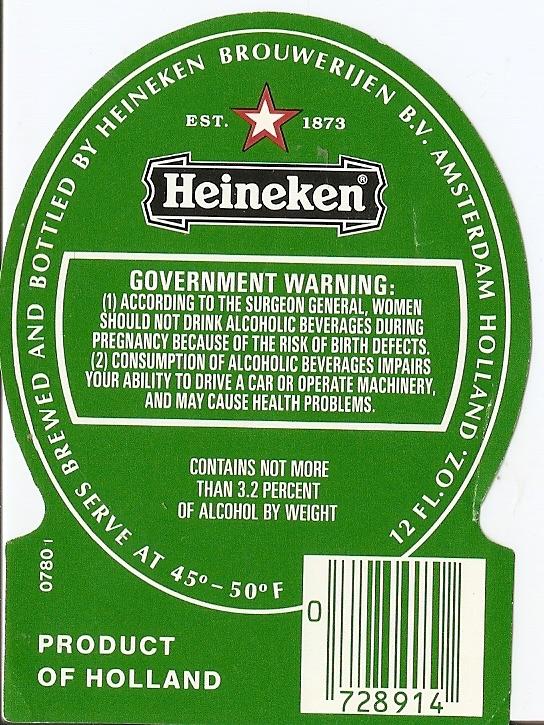 BREWED AND BOTTLED BY HEINEKEN BROUWERIJEN B.V. AMSTERDAM HOLLAND
EST. 1873
Heineken®
GOVERNMENT WARNING:
(1) ACCORDING TO THE SURGEON GENERAL, WOMEN
SHOULD NOT DRINK ALCOHOLIC BEVERAGES DURING
PREGNANCY BECAUSE OF THE RISK OF BIRTH DEFECTS.
(2) CONSUMPTION OF ALCOHOLIC BEVERAGES IMPAIRS
YOUR ABILITY TO DRIVE A CAR OR OPERATE MACHINERY,
AND MAY CAUSE HEALTH PROBLEMS.
CONTAINS NOT MORE
THAN 3.2 PERCENT
OF ALCOHOL BY WEIGHT
SERVE AT 45º – 50º F
12 FL.OZ.
0780 I
PRODUCT
OF HOLLAND
0
728914